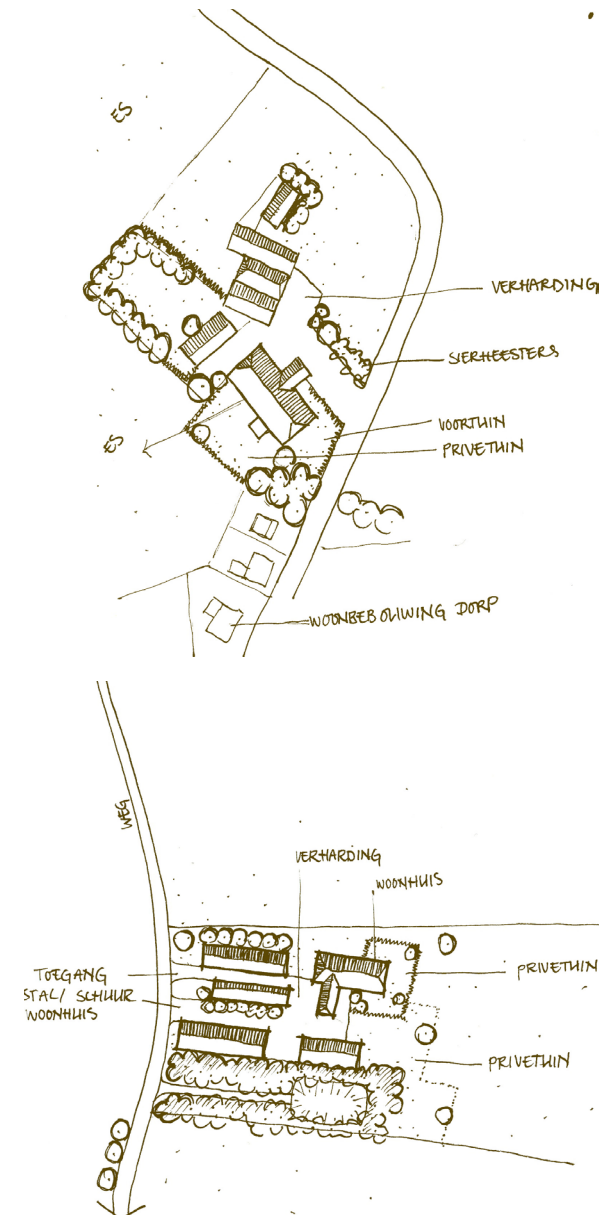 ES
VERHARDING
SIERHEESTERS
ES
VOORTUIN
PRIVETUIN
WOONBEBOUWING DORP
WEG
VERHARDING
WOONHUIS
TOEGANG
STAL/ SCHUUR
WOONHUIS
PRIVETUIN
PRIVETUIN